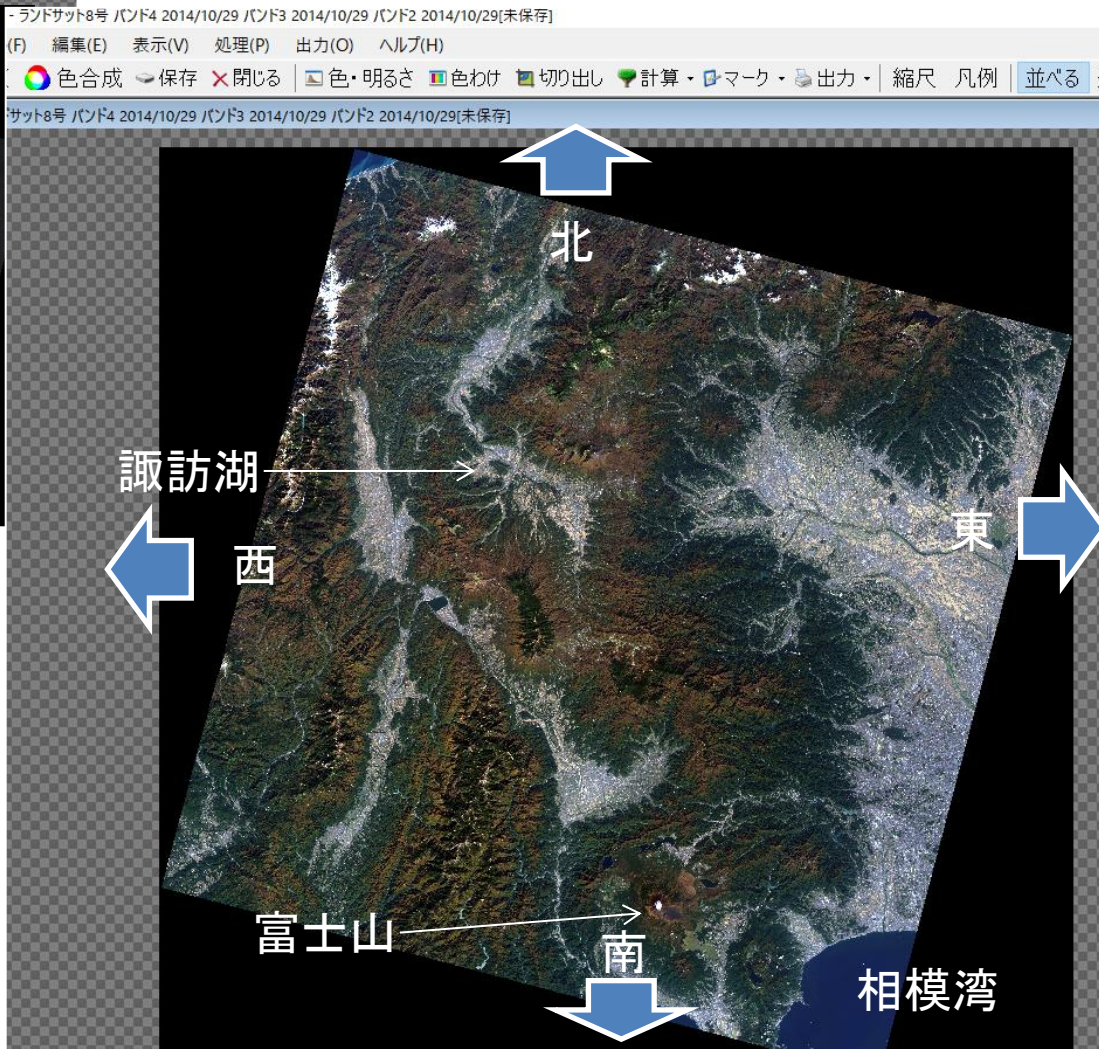 - ランドサット8号 バンド4 2014/10/29 バンド3 2014/10/29 バンド2 2014/10/29[未保存]
(F) 編集(E) 表示(V) 処理(P) 出力(O) ヘルプ(H)
色合成 保存 閉じる 色・明るさ 色わけ 切り出し 計算 マーク 出力 縮尺 凡例 並べる
ドサット8号 バンド4 2014/10/29 バンド3 2014/10/29 バンド2 2014/10/29[未保存]
北
諏訪湖
東
西
富士山
南
相模湾